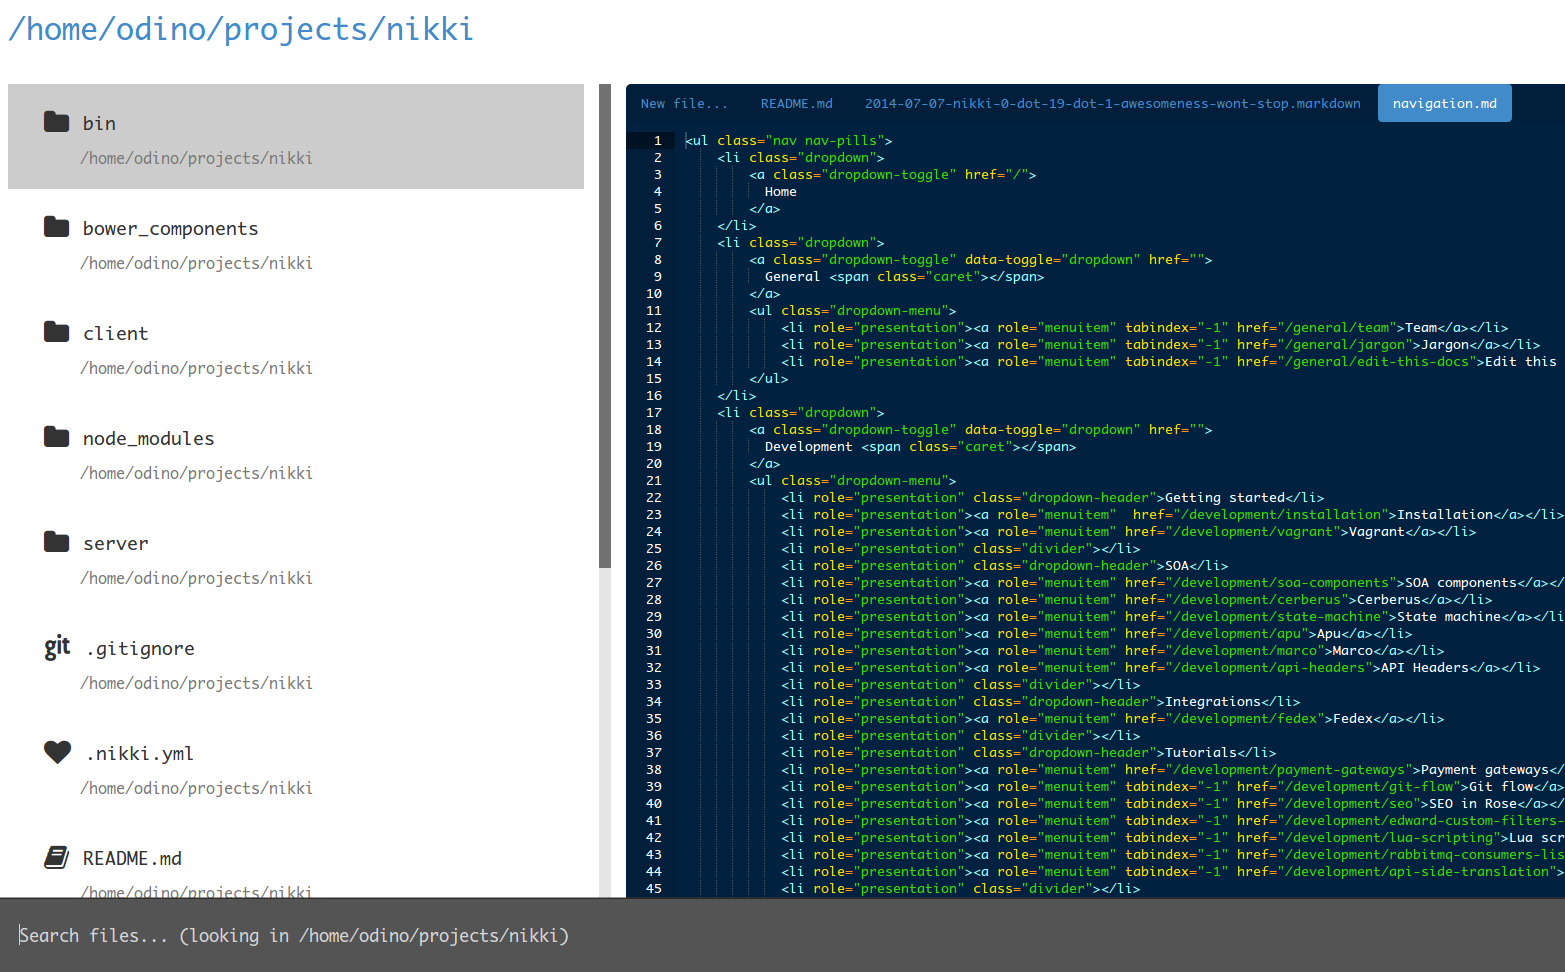 /home/odino/projects/nikki
bin
/home/odino/projects/nikki
bower_components
/home/odino/projects/nikki
client
/home/odino/projects/nikki
node_modules
/home/odino/projects/nikki
server
/home/odino/projects/nikki
git .gitignore
/home/odino/projects/nikki
.nikki.yml
/home/odino/projects/nikki
README.md
/home/odino/projects/nikki
New file... README.md 2014-07-07-nikki-0-dot-19-dot-1-awesomeness-wont-stop.markdown navigation.md
1 <ul class="nav nav-pills">
2 <li class="dropdown">
3 <a class="dropdown-toggle" href="/">
4 Home
5 </a>
6 </li>
7 <li class="dropdown">
8 <a class="dropdown-toggle" data-toggle="dropdown" href="">
9 General <span class="caret"></span>
10 </a>
11 <ul class="dropdown-menu">
12 <li role="presentation"><a role="menuitem" tabindex="-1" href="/general/team">Team</a></li>
13 <li role="presentation"><a role="menuitem" tabindex="-1" href="/general/jargon">Jargon</a></li>
14 <li role="presentation"><a role="menuitem" tabindex="-1" href="/general/edit-this-docs">Edit this
15 </ul>
16 </li>
17 <li class="dropdown">
18 <a class="dropdown-toggle" data-toggle="dropdown" href="">
19 Development <span class="caret"></span>
20 </a>
21 <ul class="dropdown-menu">
22 <li role="presentation" class="dropdown-header">Getting started</li>
23 <li role="presentation"><a role="menuitem"  href="/development/installation">Installation</a></li>
24 <li role="presentation"><a role="menuitem" href="/development/vagrant">Vagrant</a></li>
25 <li role="presentation" class="divider"></li>
26 <li role="presentation" class="dropdown-header">SOA</li>
27 <li role="presentation"><a role="menuitem" href="/development/soa-components">SOA components</a></
28 <li role="presentation"><a role="menuitem" href="/development/cerberus">Cerberus</a></li>
29 <li role="presentation"><a role="menuitem" href="/development/state-machine">State machine</a></li
30 <li role="presentation"><a role="menuitem" href="/development/apu">Apu</a></li>
31 <li role="presentation"><a role="menuitem" href="/development/marco">Marco</a></li>
32 <li role="presentation"><a role="menuitem" href="/development/api-headers">API Headers</a></li>
33 <li role="presentation" class="divider"></li>
34 <li role="presentation" class="dropdown-header">Integrations</li>
35 <li role="presentation"><a role="menuitem" href="/development/fedex">Fedex</a></li>
36 <li role="presentation" class="divider"></li>
37 <li role="presentation" class="dropdown-header">Tutorials</li>
38 <li role="presentation"><a role="menuitem" href="/development/payment-gateways">Payment gateways</
39 <li role="presentation"><a role="menuitem" tabindex="-1" href="/development/git-flow">Git flow</a>
40 <li role="presentation"><a role="menuitem" tabindex="-1" href="/development/seo">SEO in Rose</a></
41 <li role="presentation"><a role="menuitem" tabindex="-1" href="/development/edward-custom-filters-
42 <li role="presentation"><a role="menuitem" tabindex="-1" href="/development/lua-scripting">Lua scr
43 <li role="presentation"><a role="menuitem" tabindex="-1" href="/development/rabbitmq-consumers-lis
44 <li role="presentation"><a role="menuitem" tabindex="-1" href="/development/api-side-translation">
45 <li role="presentation" class="divider"></li>
Search files... (looking in /home/odino/projects/nikki)